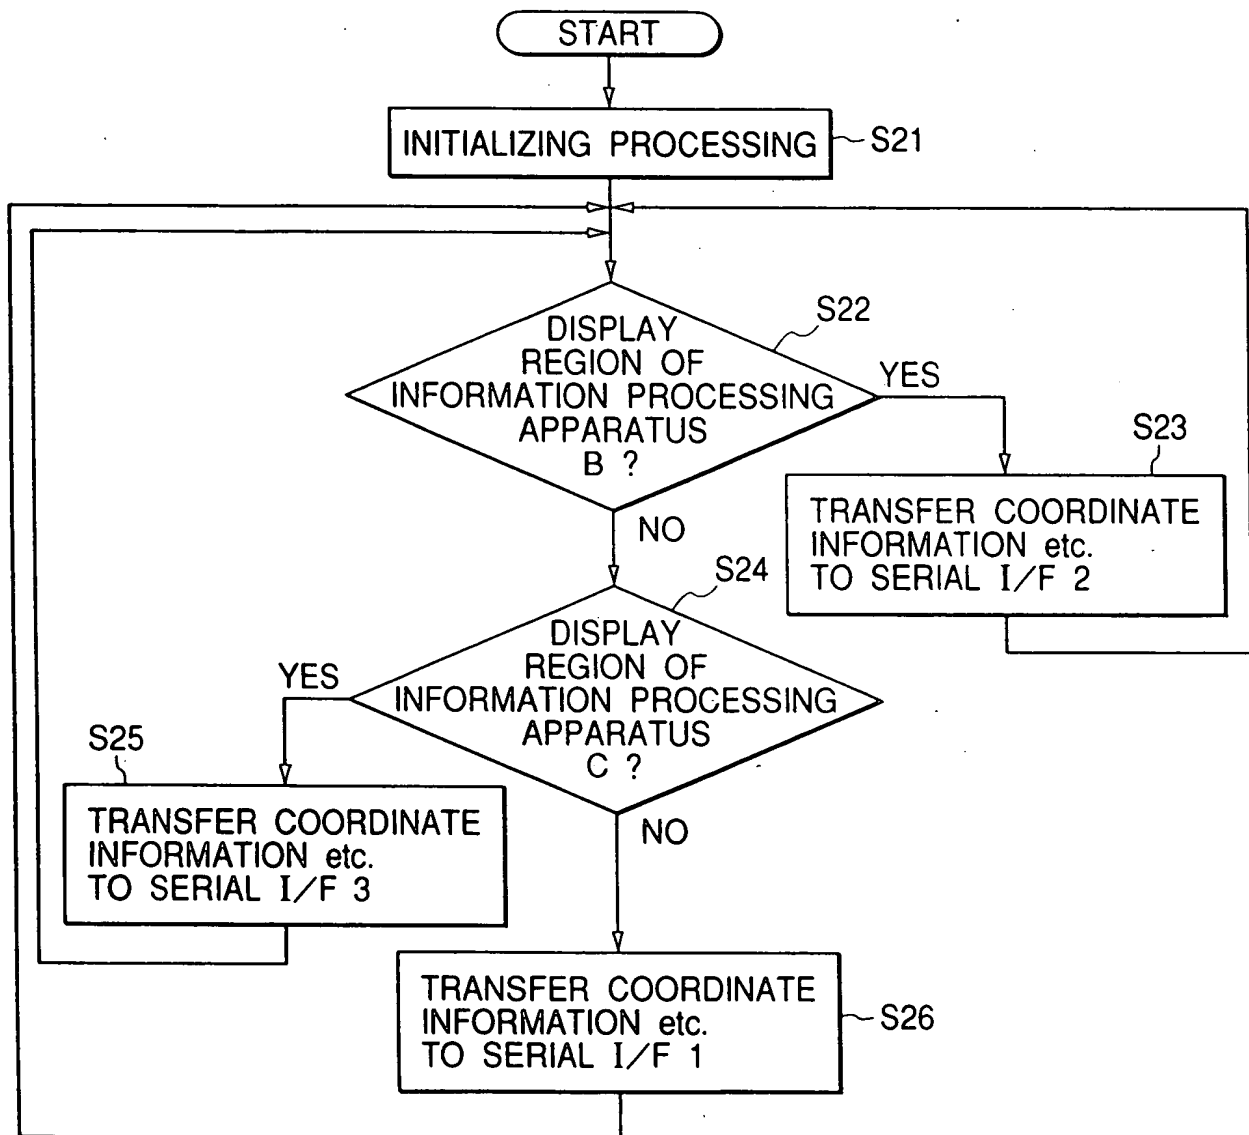 START
INITIALIZING PROCESSING
S21
S22
DISPLAY
REGION OF
INFORMATION PROCESSING
APPARATUS
B ?
YES
NO
S23
TRANSFER COORDINATE
INFORMATION etc.
TO SERIAL I/F 2
S24
DISPLAY
REGION OF
INFORMATION PROCESSING
APPARATUS
C ?
YES
NO
S25
TRANSFER COORDINATE
INFORMATION etc.
TO SERIAL I/F 3
TRANSFER COORDINATE
INFORMATION etc.
TO SERIAL I/F 1
S26